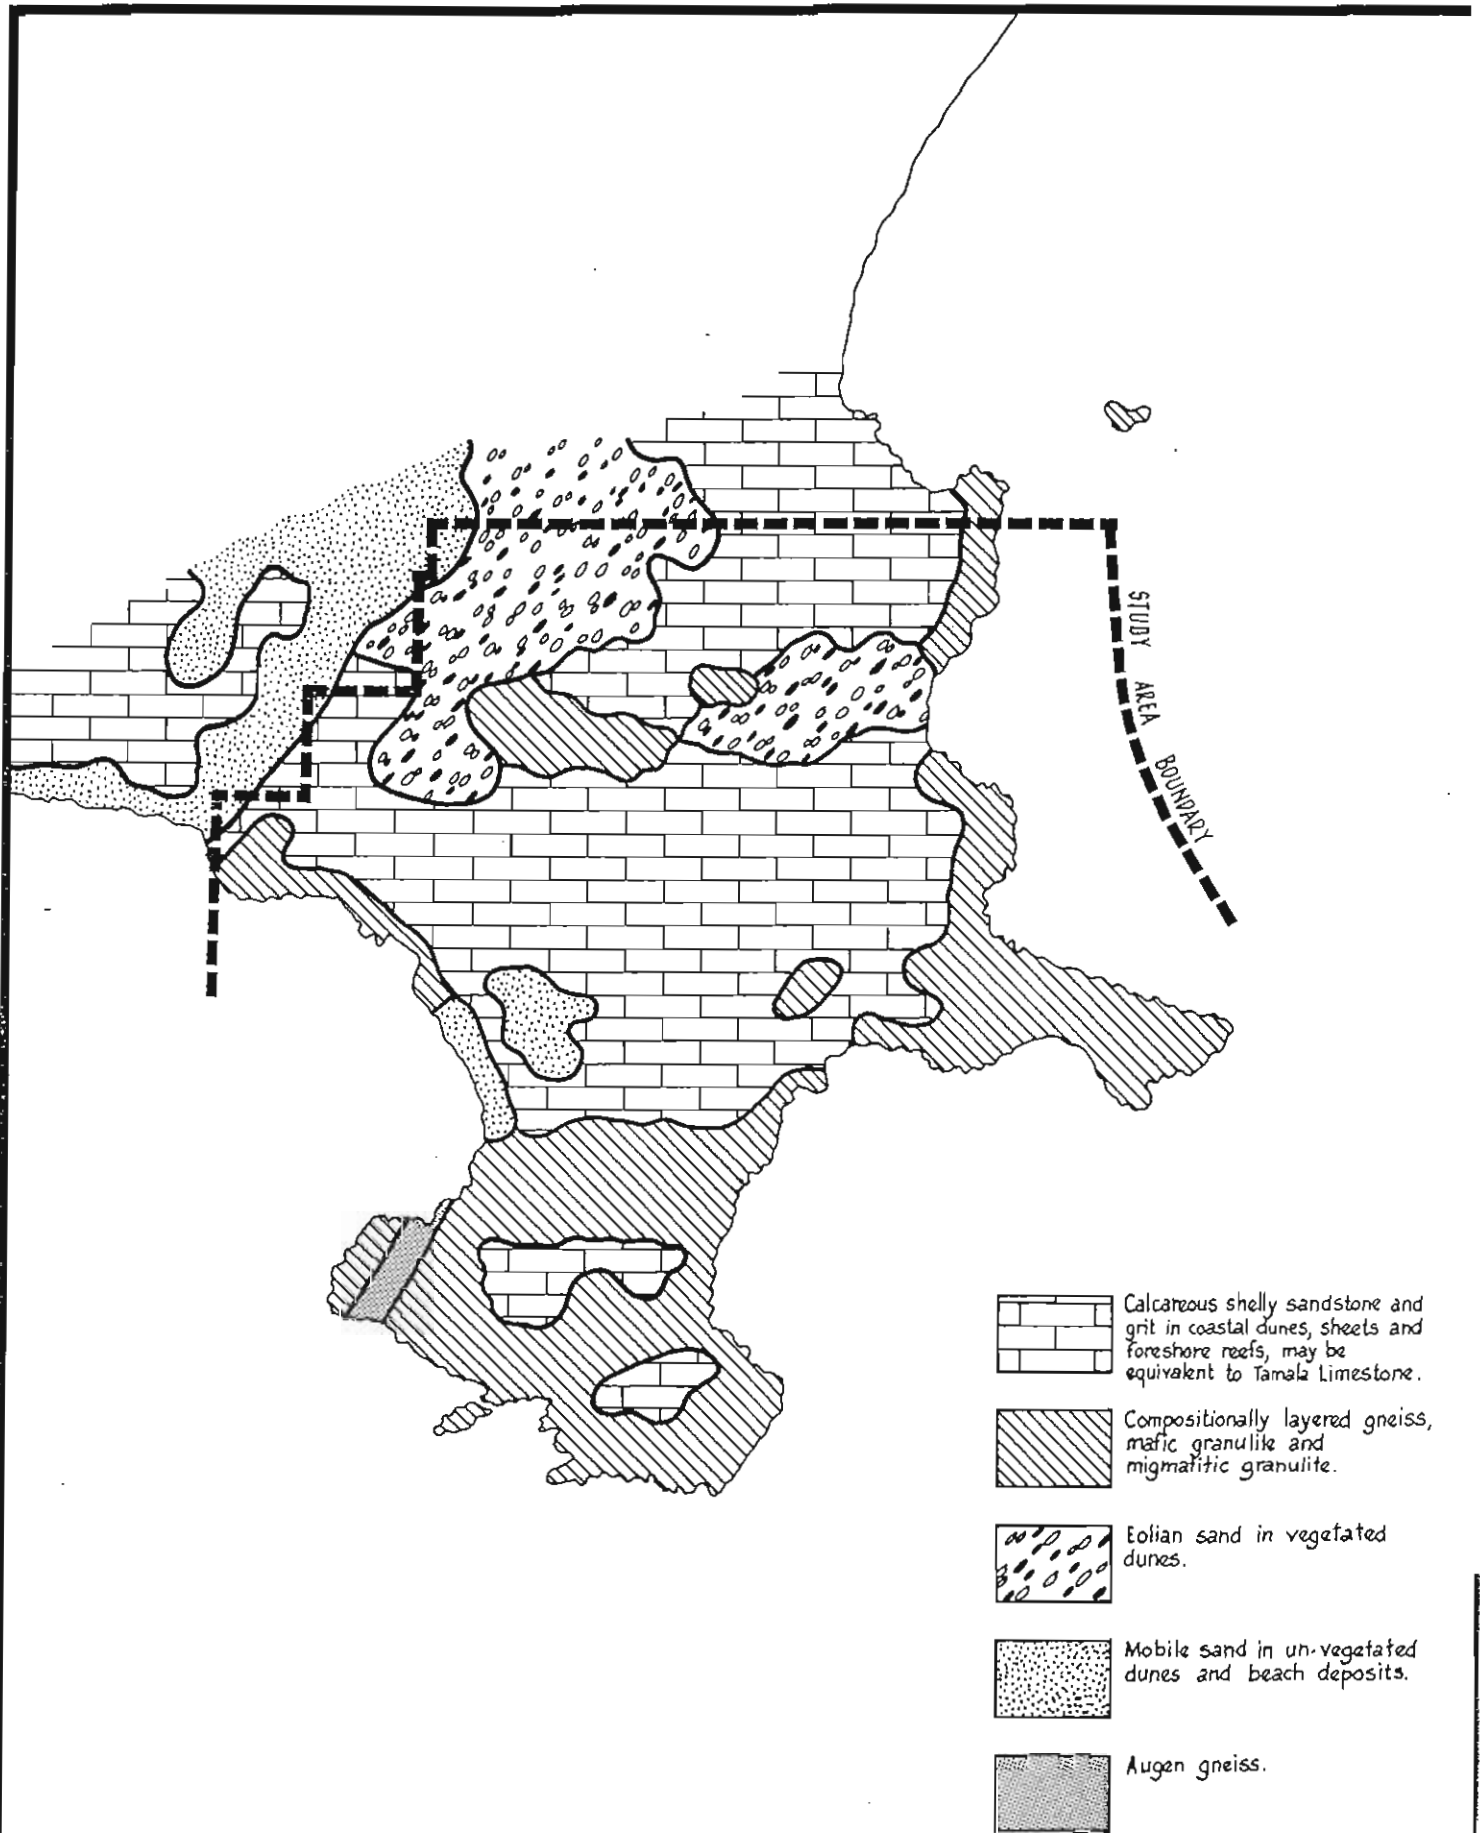 STUDY AREA BOUNDARY
Calcareous shelly sandstone and
grit in coastal dunes, sheets and
foreshore reefs, may be
equivalent to Tamala Limestone.
Compositionally layered gneiss,
mafic granulite and
migmatitic granulite.
Eolian sand in vegetated
dunes.
Mobile sand in un-vegetated
dunes and beach deposits.
Augen gneiss.